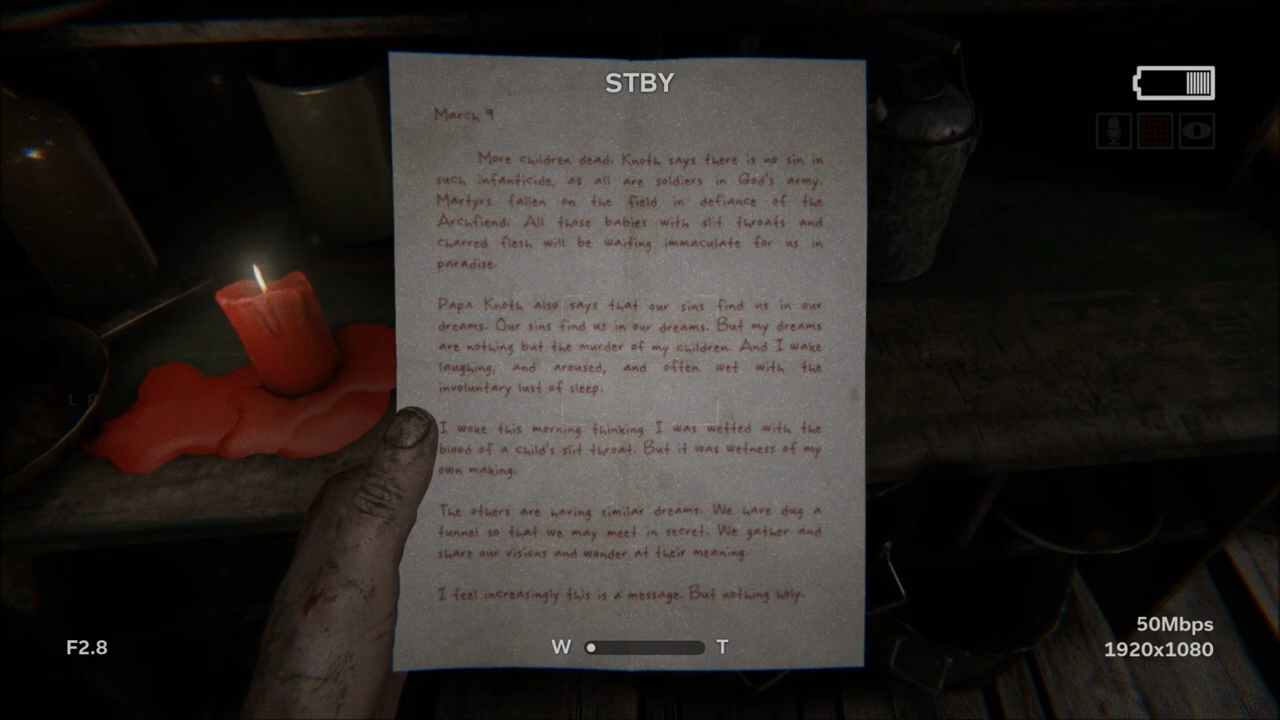 STBY
March 9
More children dead. Knoth says there is no sin in
such infanticide, as all are soldiers in God's army.
Martyrs fallen on the field in defiance of the
Archfiend. All those babies with slit throats and
charred flesh will be waiting immaculate for us in
paradise.
Papa Knoth also says that our sins find us in our
dreams. Our sins find us in our dreams. But my dreams
are nothing but the murder of my children. And I wake
laughing, and aroused, and often wet with the
involuntary lust of sleep.
I woke this morning thinking I was wetted with the
blood of a child's slit throat. But it was wetness of my
own making.
The others are having similar dreams. We have dug a
tunnel so that we may meet in secret. We gather and
share our visions and wonder at their meaning.
I feel increasingly this is a message. But nothing holy.
L R
F2.8
W T
50Mbps
1920x1080